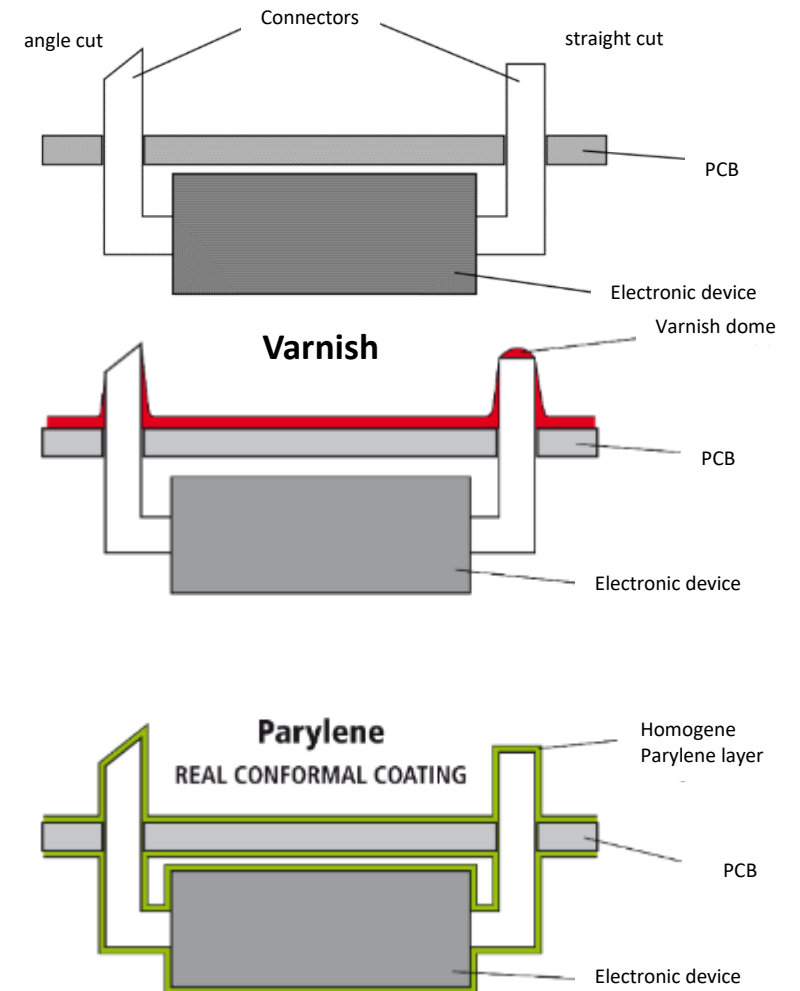 Connectors
angle cut
straight cut
PCB
Electronic device
Varnish dome
Varnish
PCB
Electronic device
Parylene
REAL CONFORMAL COATING
Homogene
Parylene layer
PCB
Electronic device